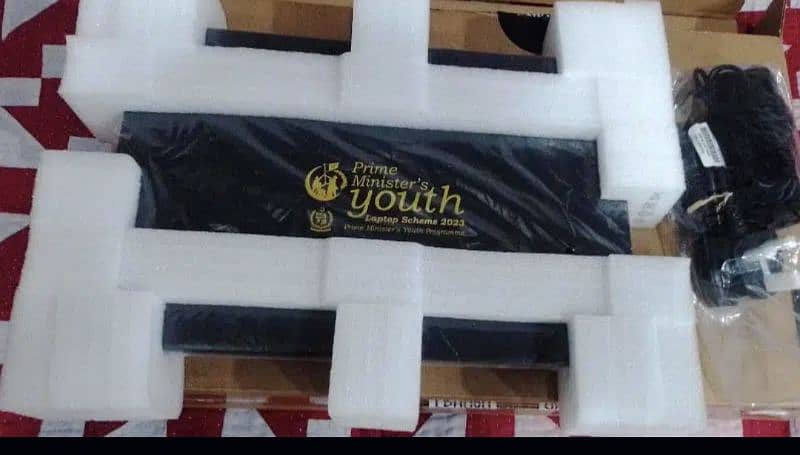 Prime
Minister's
youth
Laptop Scheme 2023
Prime Minister's Youth Programme